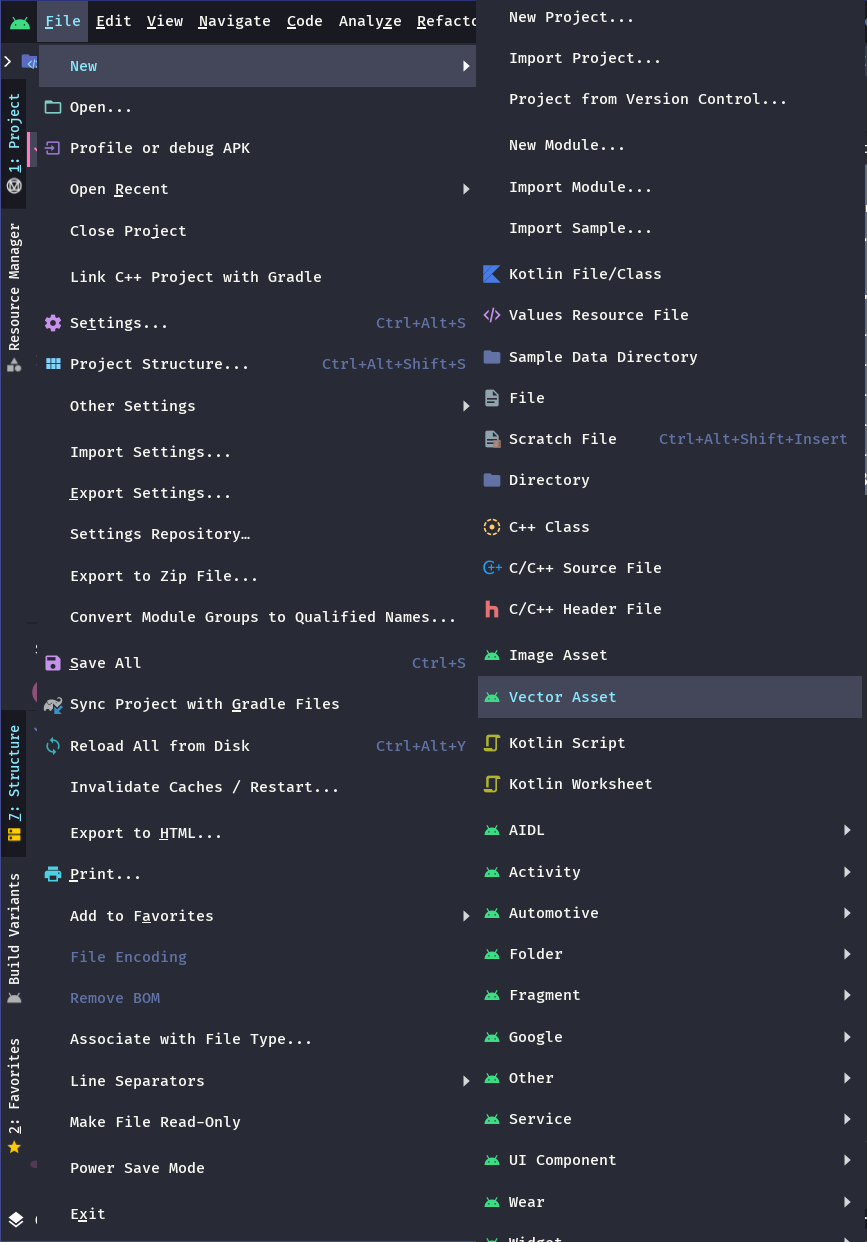 File Edit View Navigate Code Analyze
1: Project
Resource Manager
7: Structure
Build Variants
2: Favorites
New
Open...
Profile or debug APK
Open Recent
Close Project
Link C++ Project with Gradle
Settings... Ctrl+Alt+S
Project Structure... Ctrl+Alt+Shift+S
Other Settings
Import Settings...
Export Settings...
Settings Repository…
Export to Zip File...
Convert Module Groups to Qualified Names...
Save All Ctrl+S
Sync Project with Gradle Files
Reload All from Disk Ctrl+Alt+Y
Invalidate Caches / Restart...
Export to HTML...
Print...
Add to Favorites
File Encoding
Remove BOM
Associate with File Type...
Line Separators
Make File Read-Only
Power Save Mode
Exit
New Project...
Import Project...
Project from Version Control...
New Module...
Import Module...
Import Sample...
Kotlin File/Class
Values Resource File
Sample Data Directory
File
Scratch File Ctrl+Alt+Shift+Insert
Directory
C++ Class
C/C++ Source File
C/C++ Header File
Image Asset
Vector Asset
Kotlin Script
Kotlin Worksheet
AIDL
Activity
Automotive
Folder
Fragment
Google
Other
Service
UI Component
Wear